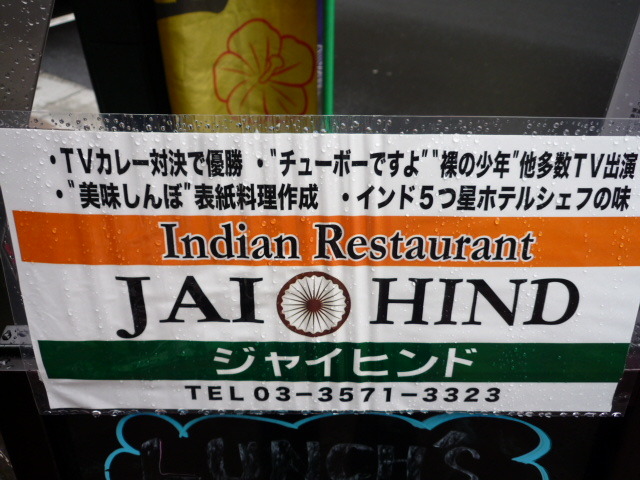 ・TVカレー対決で優勝 ・"チューボーですよ""裸の少年"他多数TV出演
・"美味しんぼ"表紙料理作成 ・インド5つ星ホテルシェフの味
Indian Restaurant
JAI HIND
ジャイヒンド
TEL 03-3571-3323
LUNCH'S